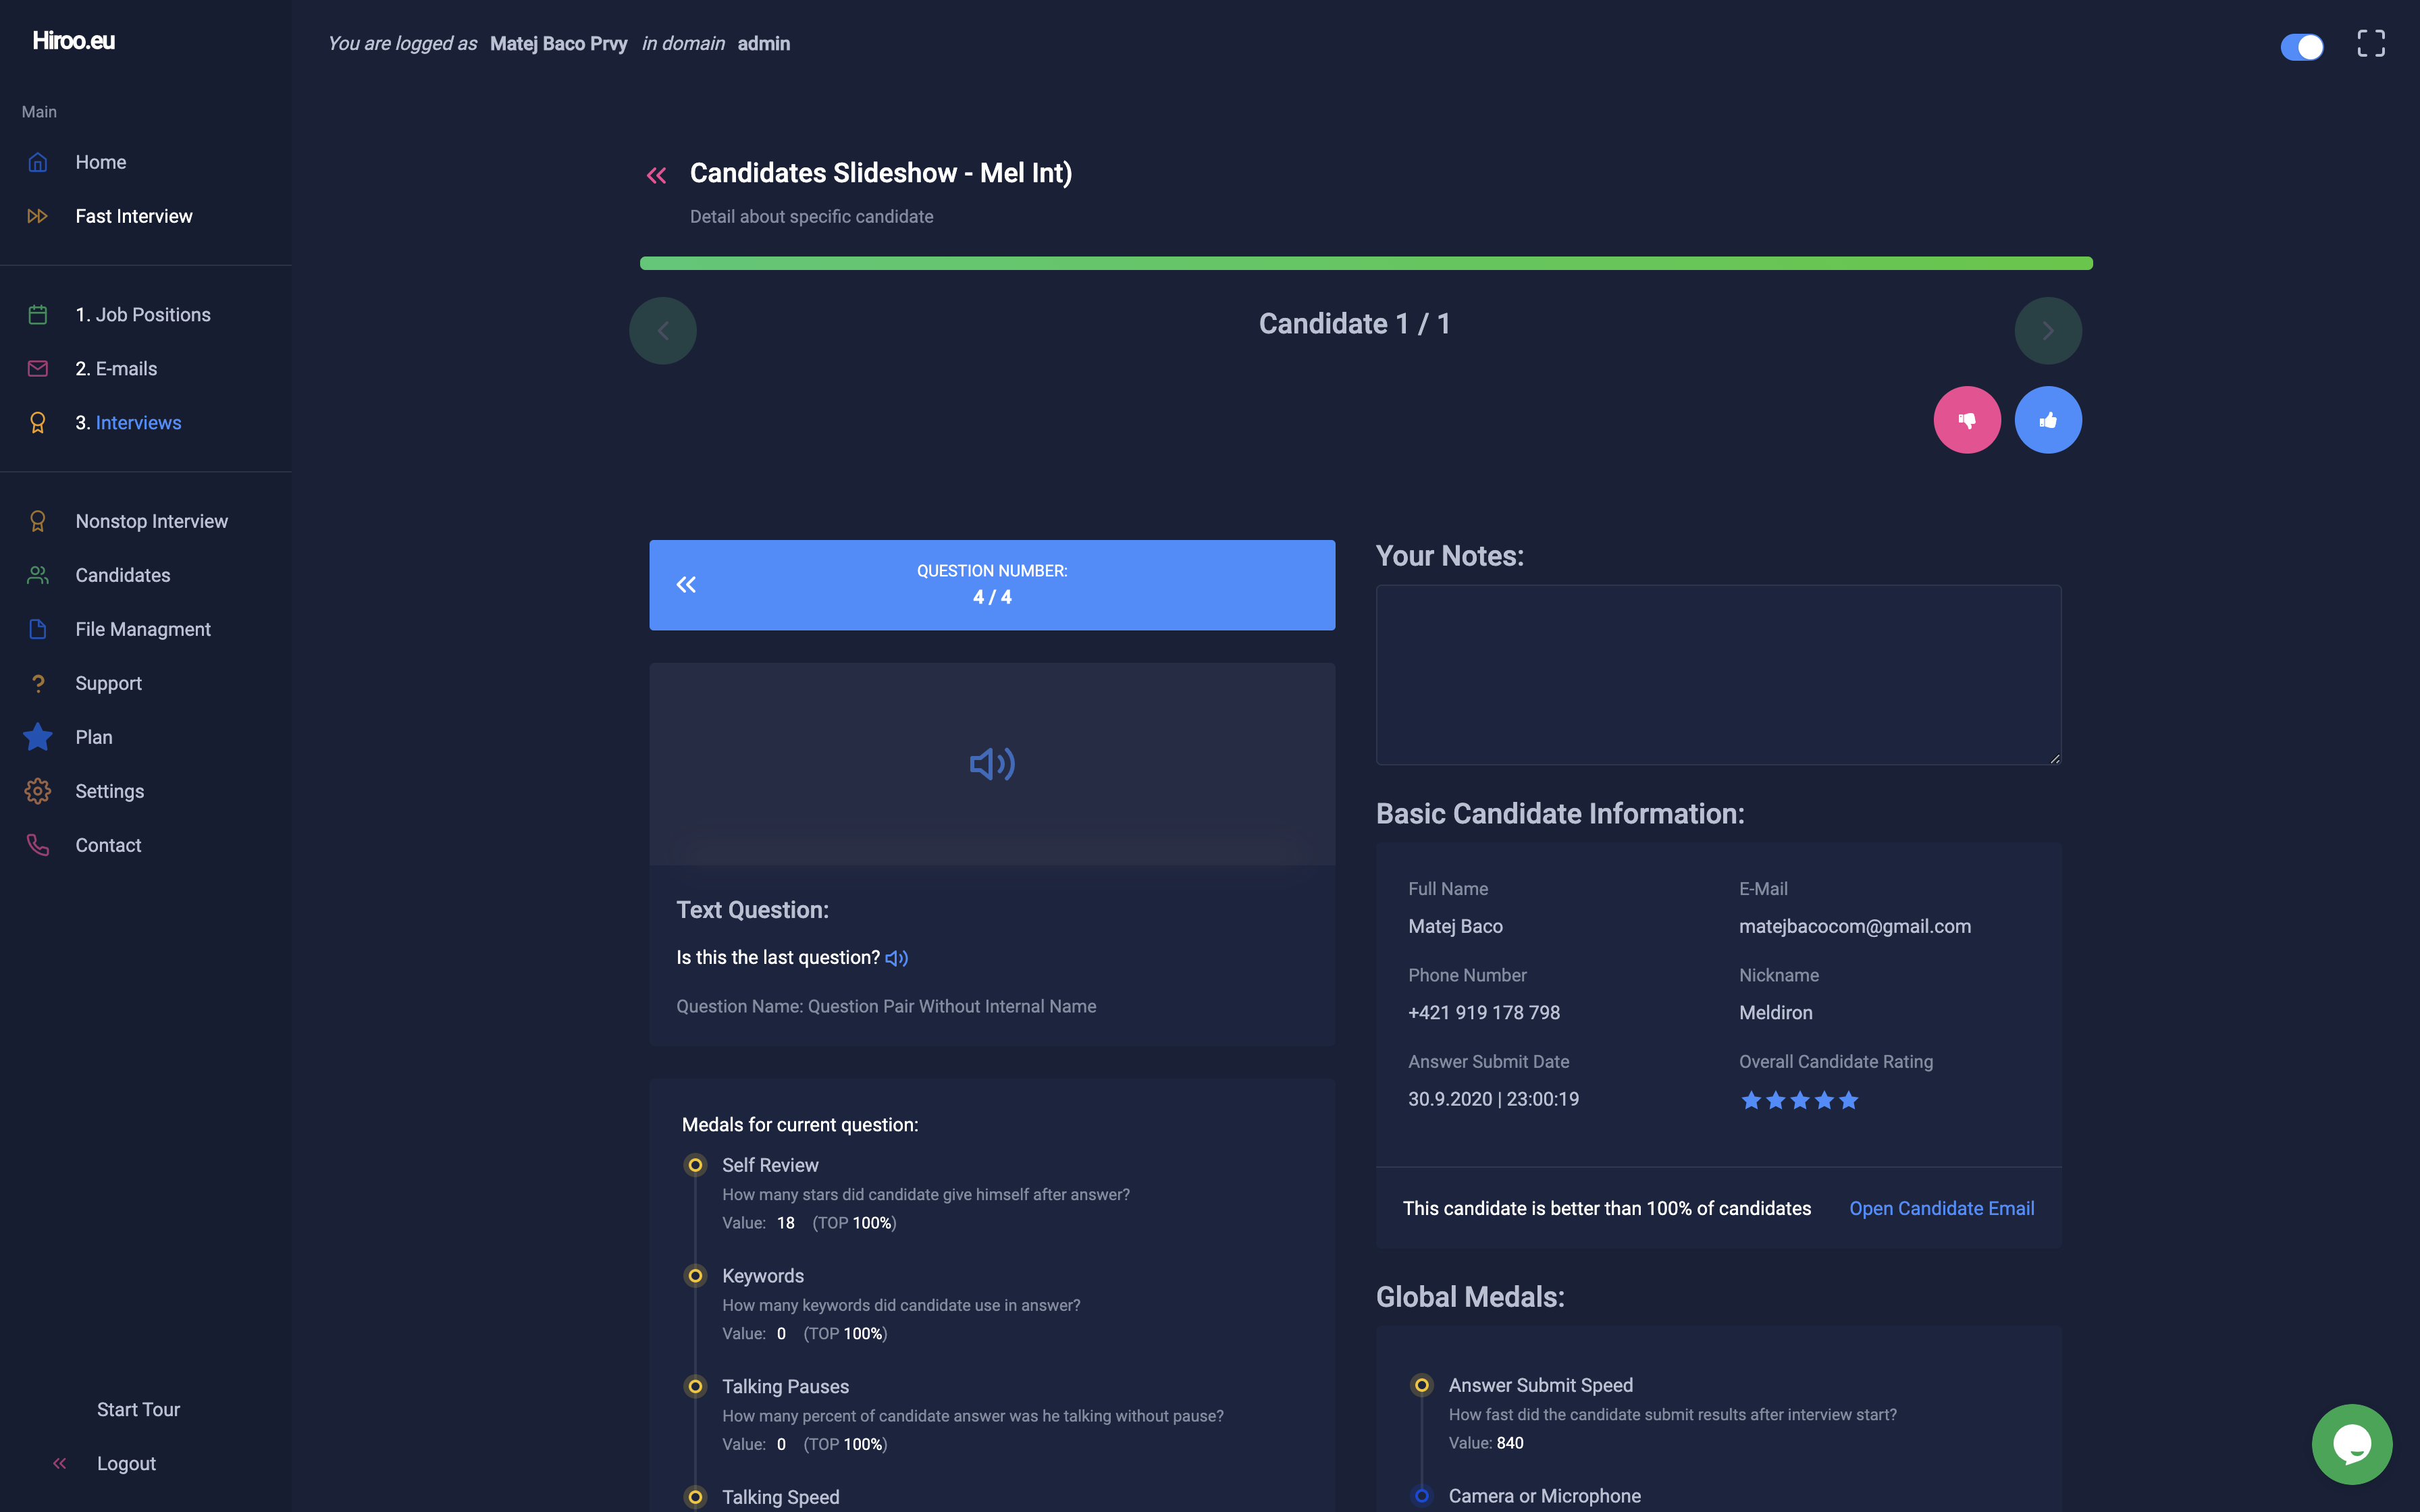 Hiroo.eu
You are logged as Matej Baco Prvy in domain admin
Main
Home
Fast Interview
1. Job Positions
2. E-mails
3. Interviews
Nonstop Interview
Candidates
File Managment
Support
Plan
Settings
Contact
Start Tour
Logout
Candidates Slideshow - Mel Int)
Detail about specific candidate
Candidate 1 / 1
QUESTION NUMBER:
4 / 4
Text Question:
Is this the last question?
Question Name: Question Pair Without Internal Name
Medals for current question:
Self Review
How many stars did candidate give himself after answer?
Value: 18 (TOP 100%)
Keywords
How many keywords did candidate use in answer?
Value: 0 (TOP 100%)
Talking Pauses
How many percent of candidate answer was he talking without pause?
Value: 0 (TOP 100%)
Talking Speed
Your Notes:
Basic Candidate Information:
Full Name
Matej Baco
E-Mail
matejbacocom@gmail.com
Phone Number
+421 919 178 798
Nickname
Meldiron
Answer Submit Date
30.9.2020 | 23:00:19
Overall Candidate Rating
This candidate is better than 100% of candidates
Open Candidate Email
Global Medals:
Answer Submit Speed
How fast did the candidate submit results after interview start?
Value: 840
Camera or Microphone